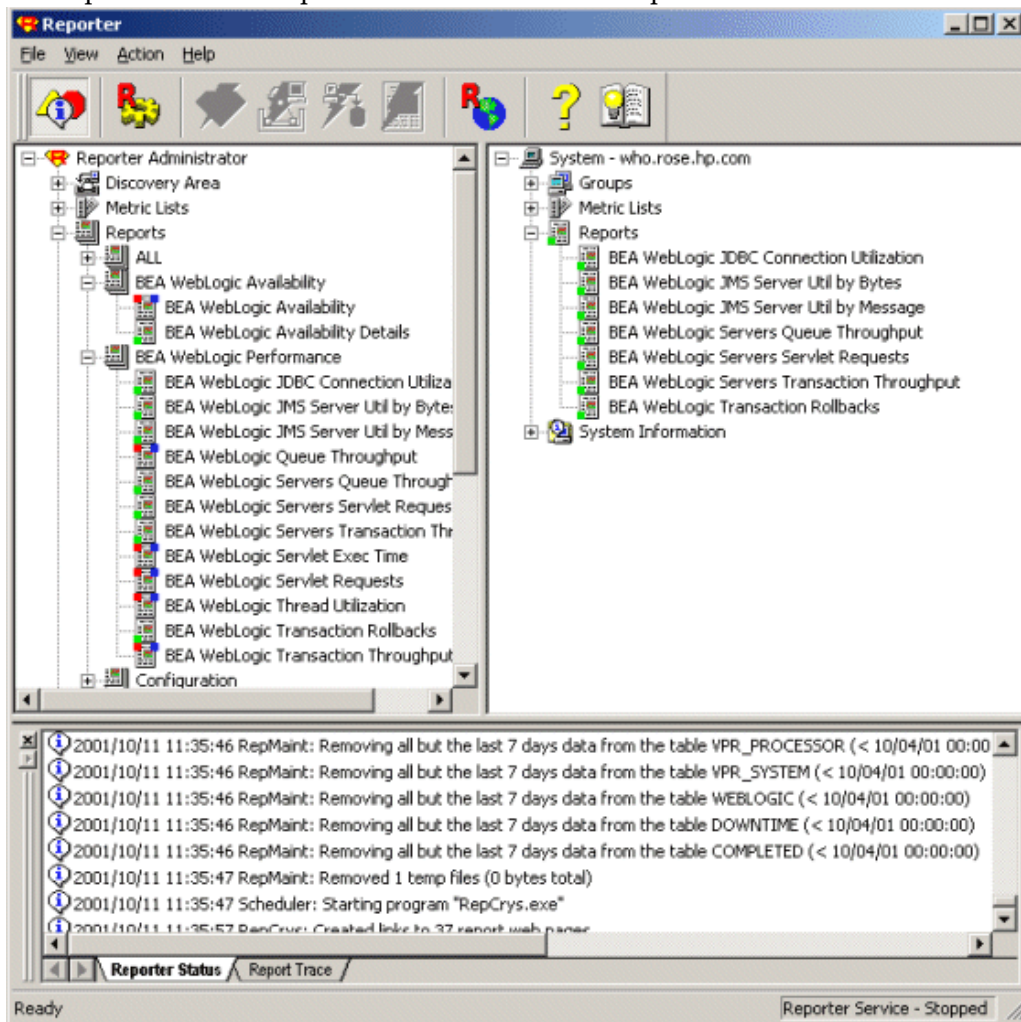 Reporter
File View Action Help
Reporter Administrator
Discovery Area
Metric Lists
Reports
ALL
BEA WebLogic Availability
BEA WebLogic Availability
BEA WebLogic Availability Details
BEA WebLogic Performance
BEA WebLogic JDBC Connection Utiliza
BEA WebLogic JMS Server Util by Byte
BEA WebLogic JMS Server Util by Mess
BEA WebLogic Queue Throughput
BEA WebLogic Servers Queue Through
BEA WebLogic Servers Servlet Reques
BEA WebLogic Servers Transaction Thr
BEA WebLogic Servlet Exec Time
BEA WebLogic Servlet Requests
BEA WebLogic Thread Utilization
BEA WebLogic Transaction Rollbacks
BEA WebLogic Transaction Throughput
Configuration
System - who.rose.hp.com
Groups
Metric Lists
Reports
BEA WebLogic JDBC Connection Utilization
BEA WebLogic JMS Server Util by Bytes
BEA WebLogic JMS Server Util by Message
BEA WebLogic Servers Queue Throughput
BEA WebLogic Servers Servlet Requests
BEA WebLogic Servers Transaction Throughput
BEA WebLogic Transaction Rollbacks
System Information
2001/10/11 11:35:46 RepMaint: Removing all but the last 7 days data from the table VPR_PROCESSOR (< 10/04/01 00:00
2001/10/11 11:35:46 RepMaint: Removing all but the last 7 days data from the table VPR_SYSTEM (< 10/04/01 00:00:00)
2001/10/11 11:35:46 RepMaint: Removing all but the last 7 days data from the table WEBLOGIC (< 10/04/01 00:00:00)
2001/10/11 11:35:46 RepMaint: Removing all but the last 7 days data from the table DOWNTIME (< 10/04/01 00:00:00)
2001/10/11 11:35:46 RepMaint: Removing all but the last 7 days data from the table COMPLETED (< 10/04/01 00:00:00)
2001/10/11 11:35:47 RepMaint: Removed 1 temp files (0 bytes total)
2001/10/11 11:35:47 Scheduler: Starting program "RepCrys.exe"
2001/10/11 11:35:57 RepCrys: Created links to 37 report web pages
Reporter Status Report Trace
Ready Reporter Service - Stopped